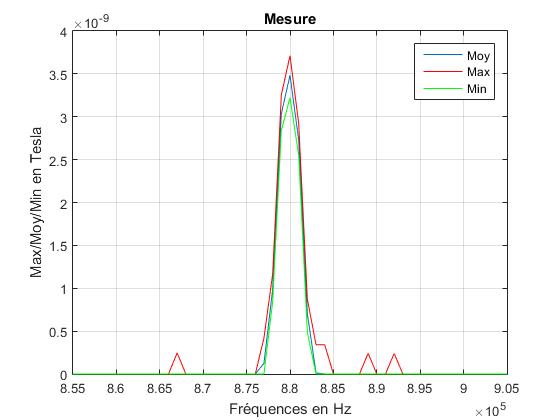 Mesure
×10⁻⁹
4
3.5
3
2.5
2
1.5
1
0.5
0
Max/Moy/Min en Tesla
Moy
Max
Min
8.55 8.6 8.65 8.7 8.75 8.8 8.85 8.9 8.95 9 9.05
×10⁵
Fréquences en Hz